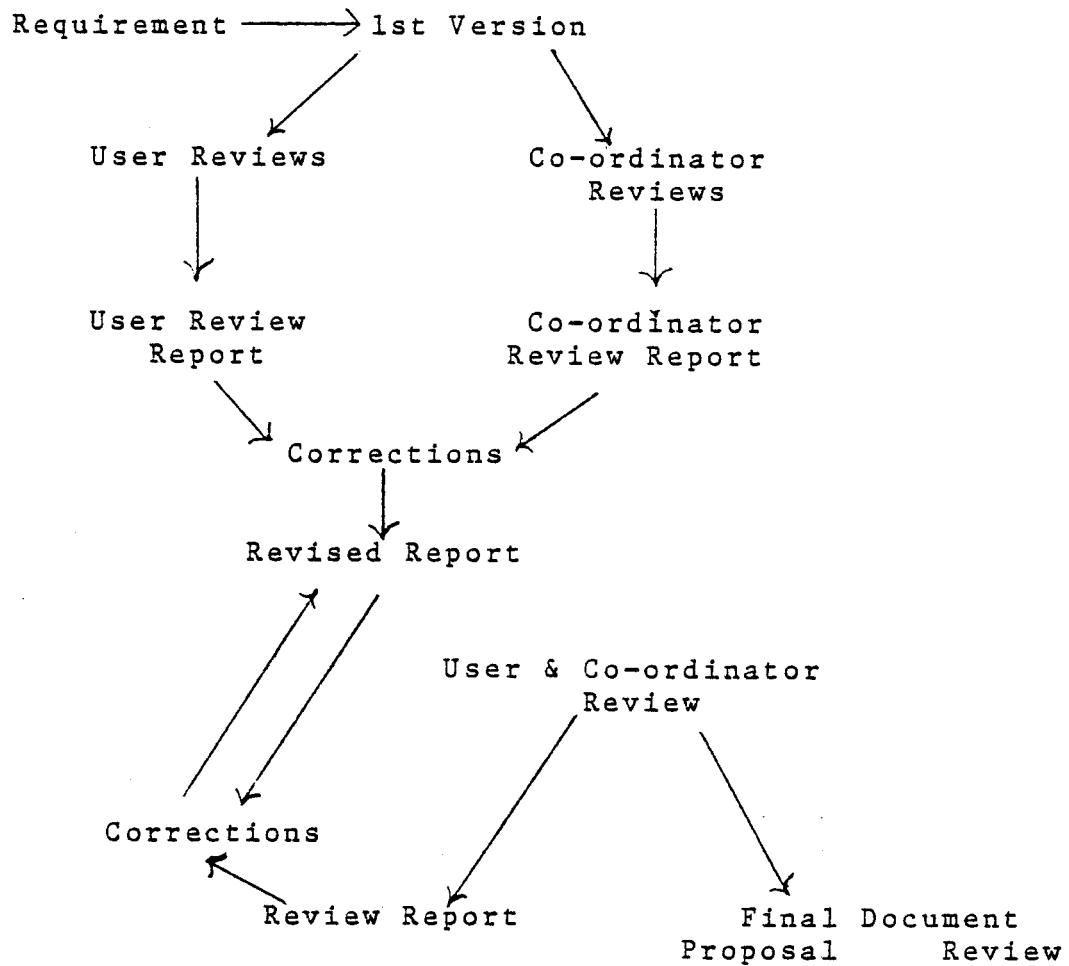 Requirement 1st Version
User Reviews
Co-ordinator
Reviews
User Review
Report
Co-ordinator
Review Report
Corrections
Revised Report
User & Co-ordinator
Review
Corrections
Review Report
Final Document
Proposal Review